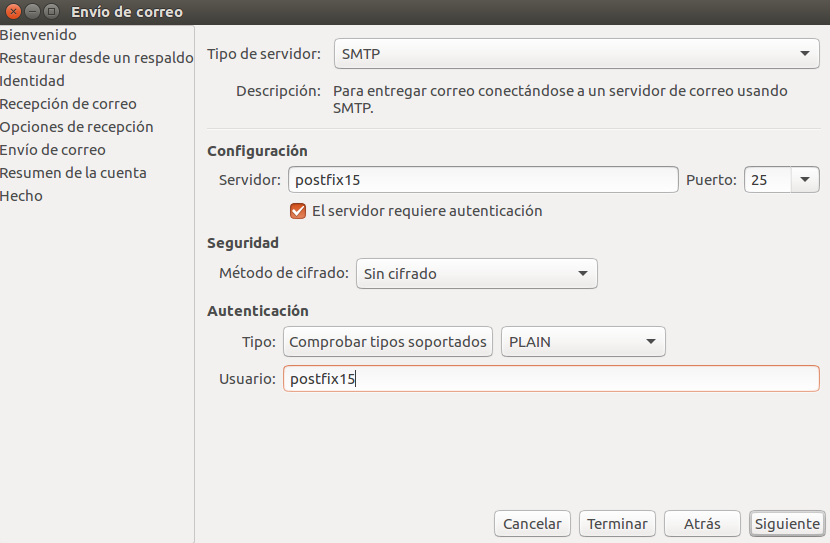 Envío de correo
Bienvenido
Restaurar desde un respaldo
Identidad
Recepción de correo
Opciones de recepción
Envío de correo
Resumen de la cuenta
Hecho
Tipo de servidor: SMTP
Descripción: Para entregar correo conectándose a un servidor de correo usando
SMTP.
Configuración
Servidor: postfix15 Puerto: 25
El servidor requiere autenticación
Seguridad
Método de cifrado: Sin cifrado
Autenticación
Tipo: Comprobar tipos soportados PLAIN
Usuario: postfix15
Cancelar Terminar Atrás Siguiente